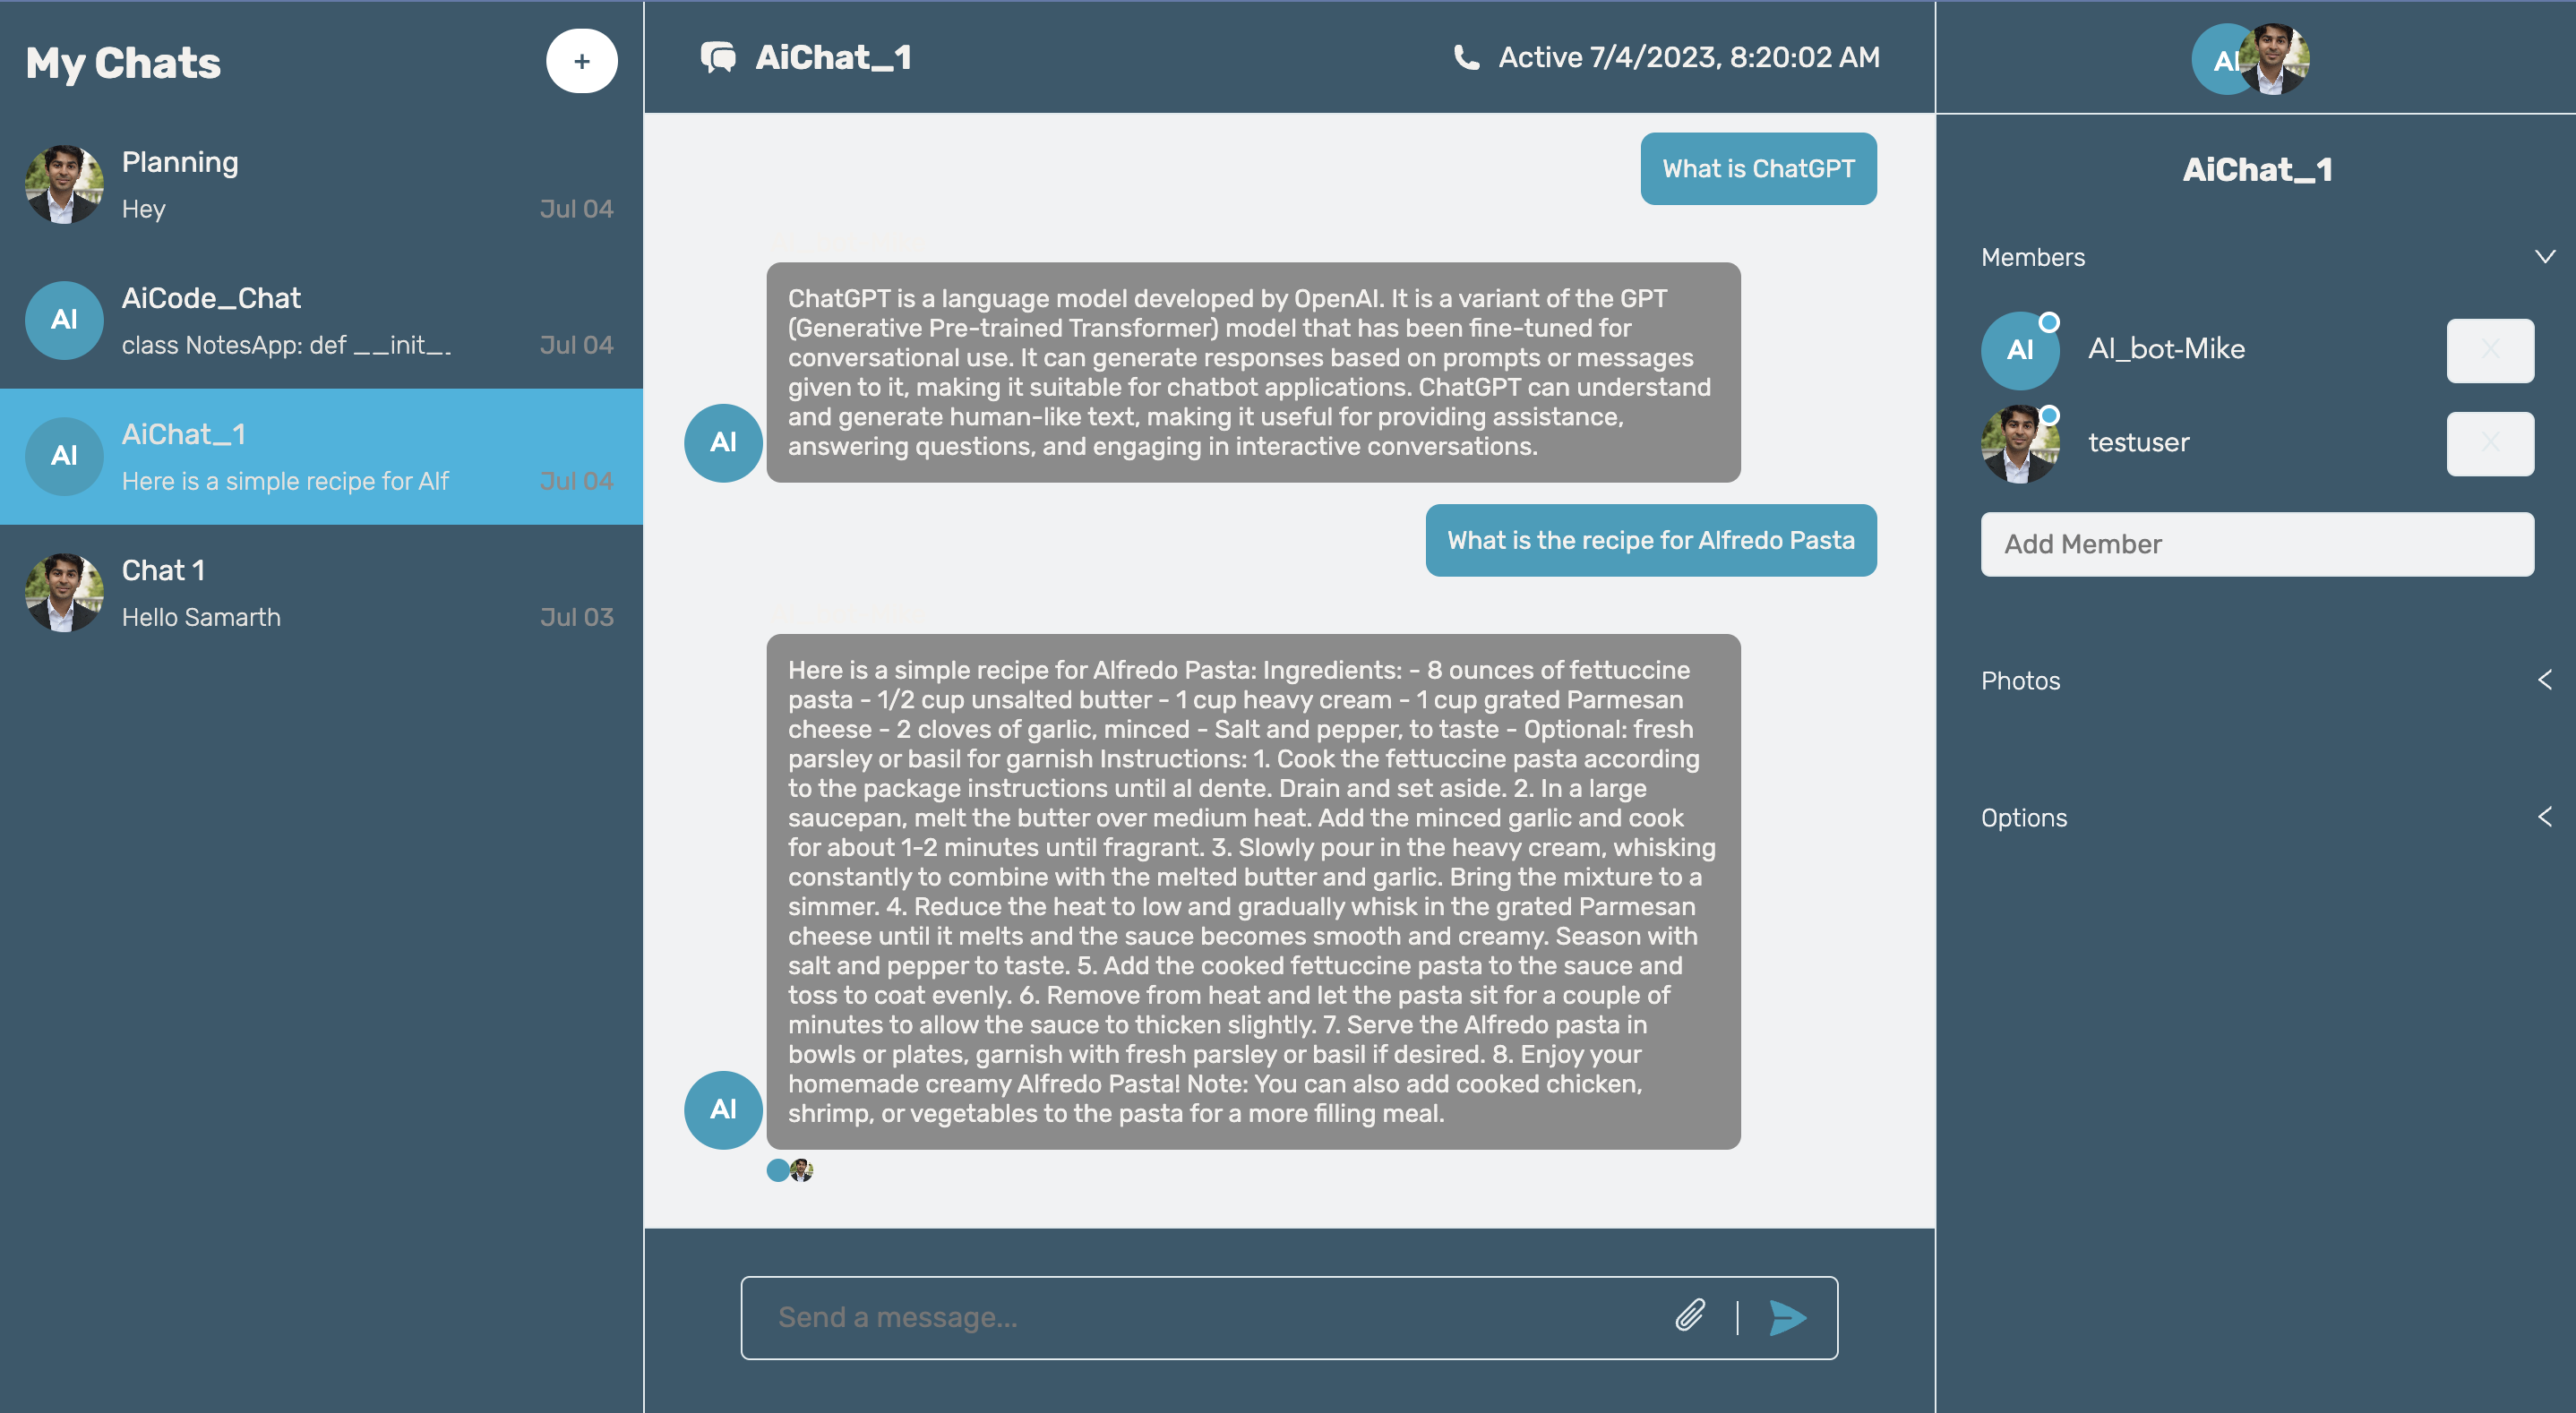 My Chats
+
Planning
Hey
Jul 04
AI
AiCode_Chat
class NotesApp: def __init_
Jul 04
AI
AiChat_1
Here is a simple recipe for Alf
Jul 04
Chat 1
Hello Samarth
Jul 03
AiChat_1
Active 7/4/2023, 8:20:02 AM
What is ChatGPT
ChatGPT is a language model developed by OpenAI. It is a variant of the GPT
(Generative Pre-trained Transformer) model that has been fine-tuned for
conversational use. It can generate responses based on prompts or messages
given to it, making it suitable for chatbot applications. ChatGPT can understand
and generate human-like text, making it useful for providing assistance,
answering questions, and engaging in interactive conversations.
AI
What is the recipe for Alfredo Pasta
Here is a simple recipe for Alfredo Pasta: Ingredients: - 8 ounces of fettuccine
pasta - 1/2 cup unsalted butter - 1 cup heavy cream - 1 cup grated Parmesan
cheese - 2 cloves of garlic, minced - Salt and pepper, to taste - Optional: fresh
parsley or basil for garnish Instructions: 1. Cook the fettuccine pasta according
to the package instructions until al dente. Drain and set aside. 2. In a large
saucepan, melt the butter over medium heat. Add the minced garlic and cook
for about 1-2 minutes until fragrant. 3. Slowly pour in the heavy cream, whisking
constantly to combine with the melted butter and garlic. Bring the mixture to a
simmer. 4. Reduce the heat to low and gradually whisk in the grated Parmesan
cheese until it melts and the sauce becomes smooth and creamy. Season with
salt and pepper to taste. 5. Add the cooked fettuccine pasta to the sauce and
toss to coat evenly. 6. Remove from heat and let the pasta sit for a couple of
minutes to allow the sauce to thicken slightly. 7. Serve the Alfredo pasta in
bowls or plates, garnish with fresh parsley or basil if desired. 8. Enjoy your
homemade creamy Alfredo Pasta! Note: You can also add cooked chicken,
shrimp, or vegetables to the pasta for a more filling meal.
AI
Send a message...
AI
AiChat_1
Members
AI
AI_bot-Mike
X
testuser
X
Add Member
Photos
Options